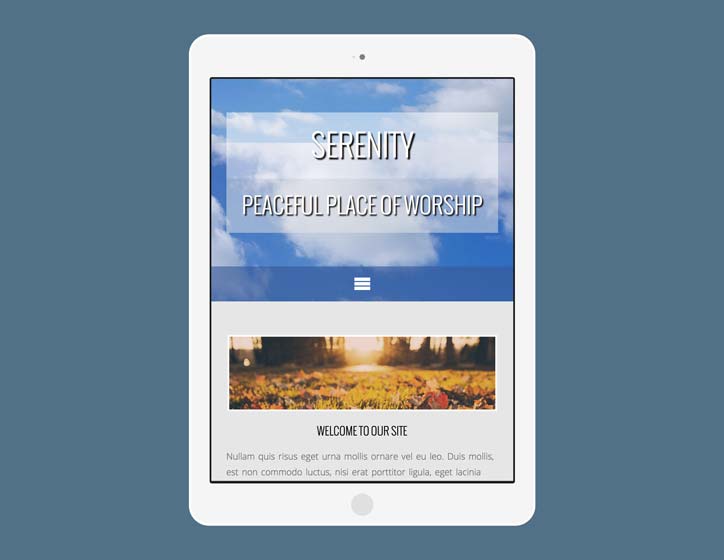 SERENITY
PEACEFUL PLACE OF WORSHIP
WELCOME TO OUR SITE
Nullam quis risus eget urna mollis ornare vel eu leo. Duis mollis,
est non commodo luctus, nisi erat porttitor ligula, eget lacinia